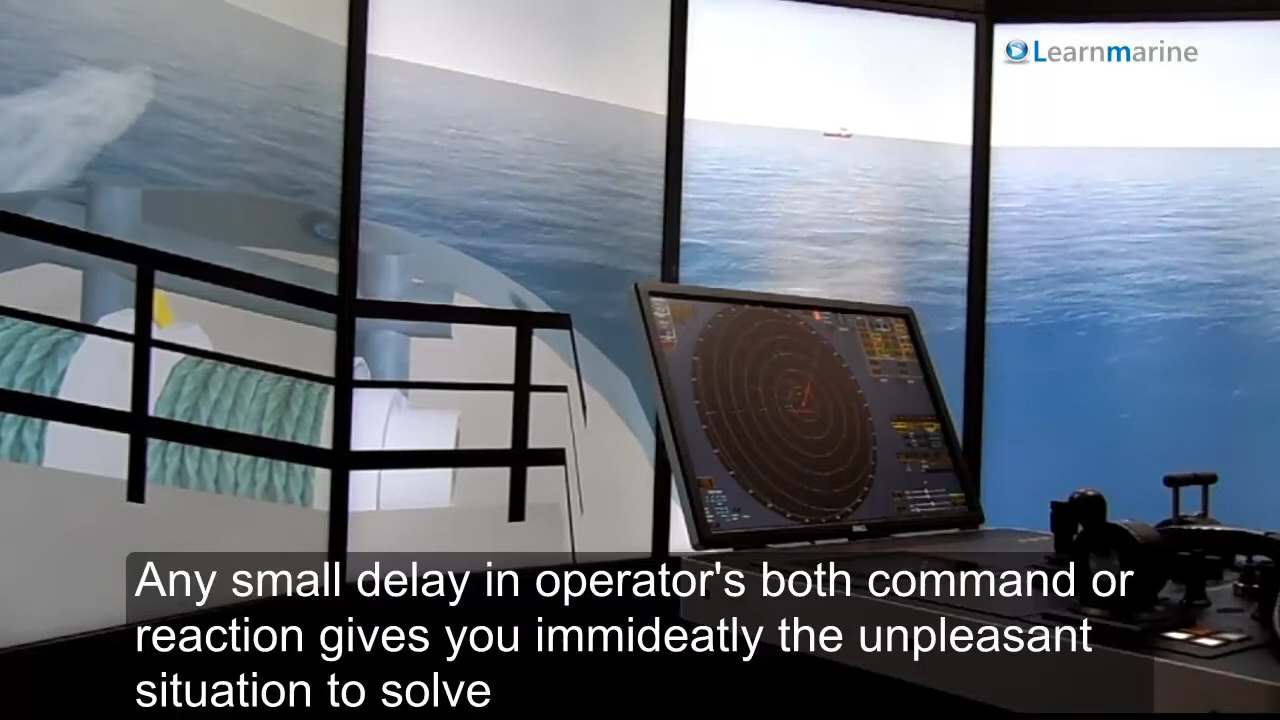 Learnmarine
Any small delay in operator's both command or
reaction gives you immideatly the unpleasant
situation to solve